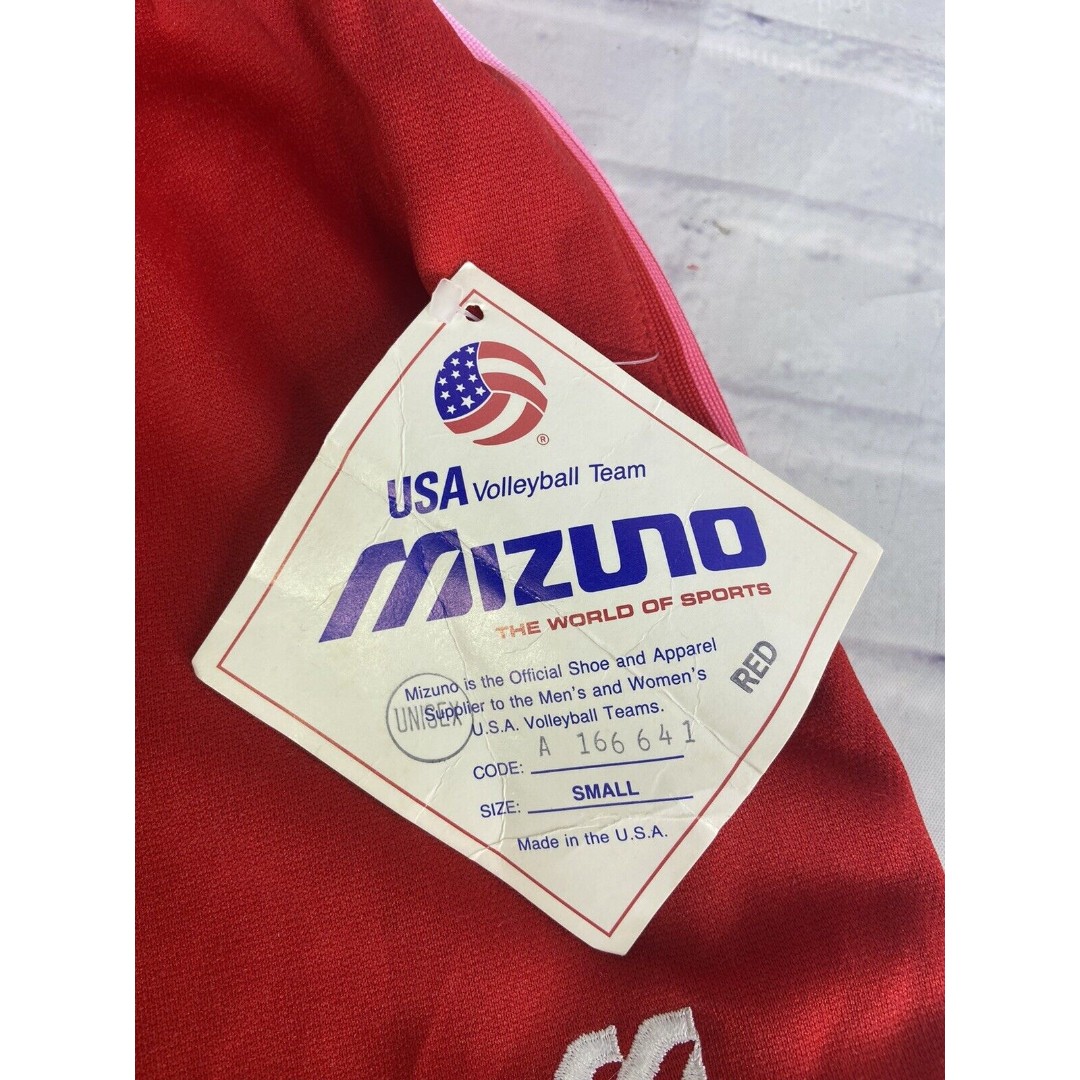 ®
USA Volleyball Team
MIZUNO
THE WORLD OF SPORTS
Mizuno is the Official Shoe and Apparel
Supplier to the Men's and Women's
U.S.A. Volleyball Teams.
UNISEX
RED
CODE: A 166641
SIZE: SMALL
Made in the U.S.A.